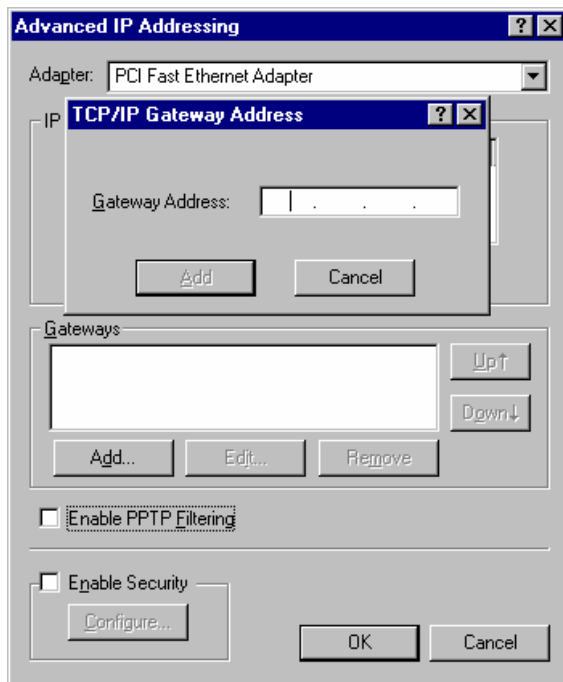 Advanced IP Addressing
Adapter: PCI Fast Ethernet Adapter
IP
TCP/IP Gateway Address
Gateway Address: . . .
Add Cancel
Gateways
Up↑
Down↓
Add... Edit... Remove
Enable PPTP Filtering
Enable Security
Configure...
OK Cancel